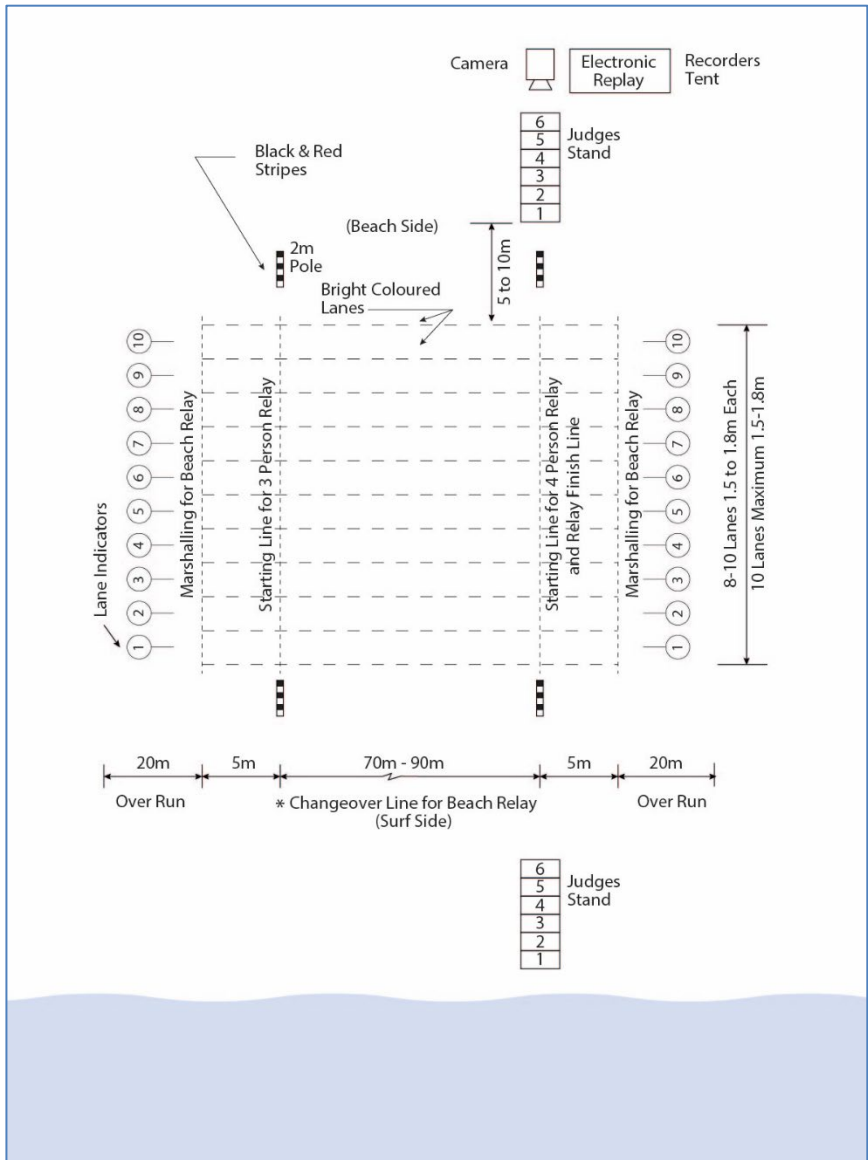 Camera
Electronic
Replay
Recorders
Tent
6
5
4
3
2
1
Judges
Stand
Black & Red
Stripes
(Beach Side)
2m
Pole
5 to 10m
Bright Coloured
Lanes
Lane Indicators
10
9
8
7
6
5
4
3
2
1
Marshalling for Beach Relay
Starting Line for 3 Person Relay
Starting Line for 4 Person Relay
and Relay Finish Line
Marshalling for Beach Relay
10
9
8
7
6
5
4
3
2
1
8-10 Lanes 1.5 to 1.8m Each
10 Lanes Maximum 1.5-1.8m
20m
5m
70m - 90m
5m
20m
Over Run
* Changeover Line for Beach Relay
(Surf Side)
Over Run
6
5
4
3
2
1
Judges
Stand